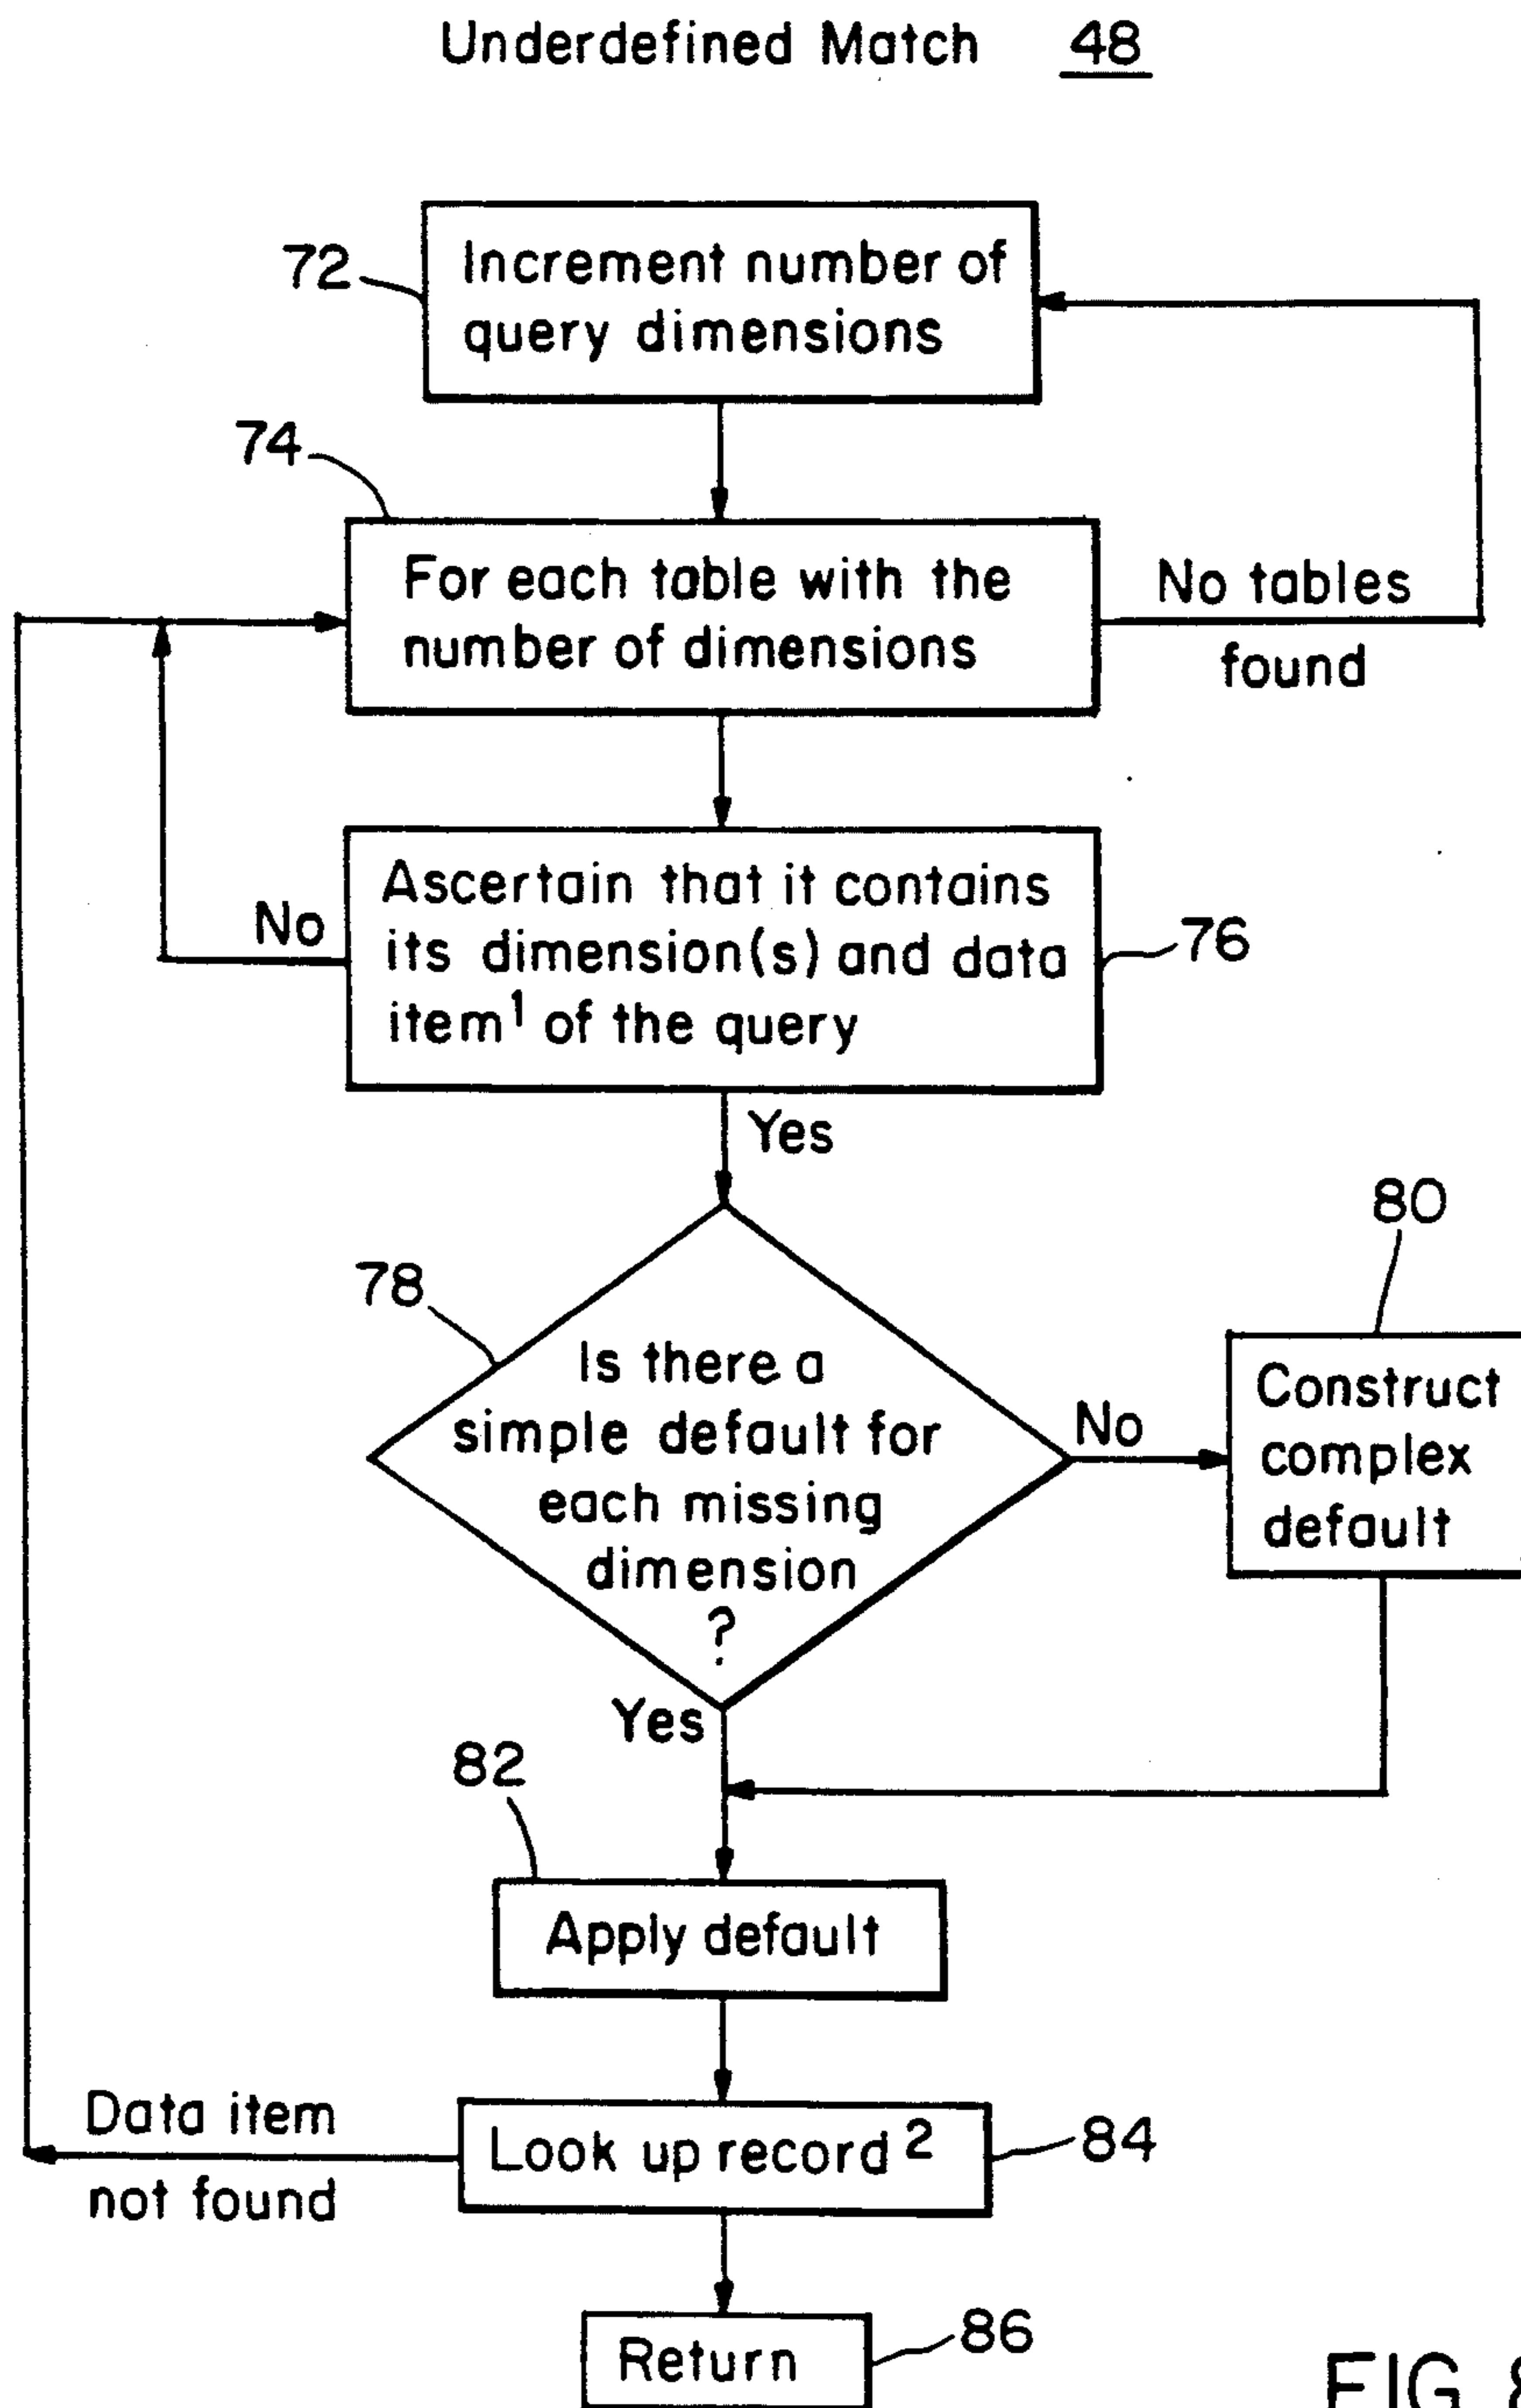 Underdefined Match 48
72
Increment number of
query dimensions
74
For each table with the
number of dimensions
No tables
found
Ascertain that it contains
its dimension(s) and data
item¹ of the query
No
76
Yes
78
Is there a
simple default for
each missing
dimension
?
No
80
Construct
complex
default
Yes
82
Apply default
Data item
not found
Look up record²
84
Return
86
FIG. 8